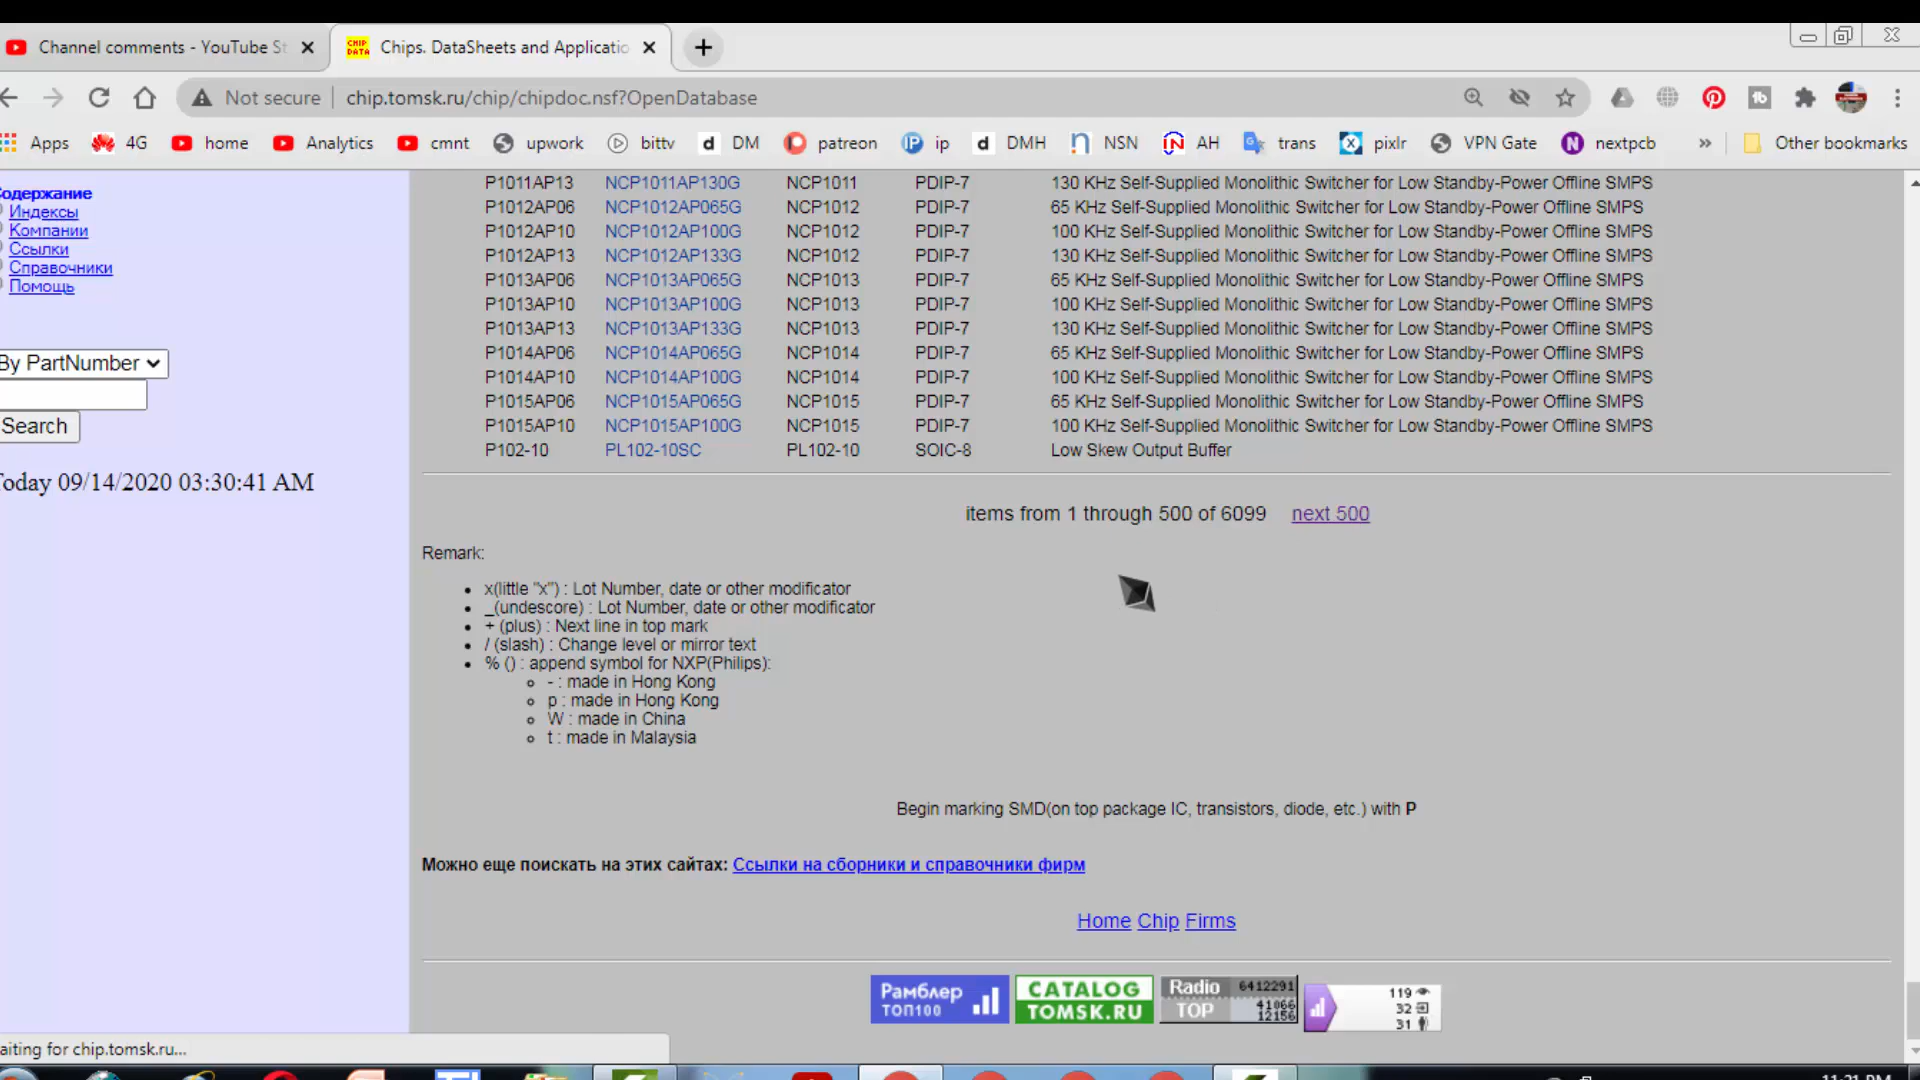 Channel comments - YouTube St
CHIP DATA Chips. DataSheets and Applicatio
Not secure chip.tomsk.ru/chip/chipdoc.nsf?OpenDatabase
Apps 4G home Analytics cmnt upwork bittv DM patreon ip DMH NSN AH trans pixlr VPN Gate nextpcb » Other bookmarks
Содержание
Индексы
Компании
Ссылки
Справочники
Помощь
By PartNumber
Search
Today 09/14/2020 03:30:41 AM
P1011AP13 NCP1011AP130G NCP1011 PDIP-7 130 KHz Self-Supplied Monolithic Switcher for Low Standby-Power Offline SMPS
P1012AP06 NCP1012AP065G NCP1012 PDIP-7 65 KHz Self-Supplied Monolithic Switcher for Low Standby-Power Offline SMPS
P1012AP10 NCP1012AP100G NCP1012 PDIP-7 100 KHz Self-Supplied Monolithic Switcher for Low Standby-Power Offline SMPS
P1012AP13 NCP1012AP133G NCP1012 PDIP-7 130 KHz Self-Supplied Monolithic Switcher for Low Standby-Power Offline SMPS
P1013AP06 NCP1013AP065G NCP1013 PDIP-7 65 KHz Self-Supplied Monolithic Switcher for Low Standby-Power Offline SMPS
P1013AP10 NCP1013AP100G NCP1013 PDIP-7 100 KHz Self-Supplied Monolithic Switcher for Low Standby-Power Offline SMPS
P1013AP13 NCP1013AP133G NCP1013 PDIP-7 130 KHz Self-Supplied Monolithic Switcher for Low Standby-Power Offline SMPS
P1014AP06 NCP1014AP065G NCP1014 PDIP-7 65 KHz Self-Supplied Monolithic Switcher for Low Standby-Power Offline SMPS
P1014AP10 NCP1014AP100G NCP1014 PDIP-7 100 KHz Self-Supplied Monolithic Switcher for Low Standby-Power Offline SMPS
P1015AP06 NCP1015AP065G NCP1015 PDIP-7 65 KHz Self-Supplied Monolithic Switcher for Low Standby-Power Offline SMPS
P1015AP10 NCP1015AP100G NCP1015 PDIP-7 100 KHz Self-Supplied Monolithic Switcher for Low Standby-Power Offline SMPS
P102-10 PL102-10SC PL102-10 SOIC-8 Low Skew Output Buffer
items from 1 through 500 of 6099 next 500
Remark:
x(little "x") : Lot Number, date or other modificator
_(undescore) : Lot Number, date or other modificator
+ (plus) : Next line in top mark
/ (slash) : Change level or mirror text
% () : append symbol for NXP(Philips):
- : made in Hong Kong
p : made in Hong Kong
W : made in China
t : made in Malaysia
Begin marking SMD(on top package IC, transistors, diode, etc.) with P
Можно еще поискать на этих сайтах: Ссылки на сборники и справочники фирм
Home Chip Firms
Рамблер ТОП100
CATALOG TOMSK.RU
Radio TOP 6412291 41066 12156
119
32
31
aiting for chip.tomsk.ru...